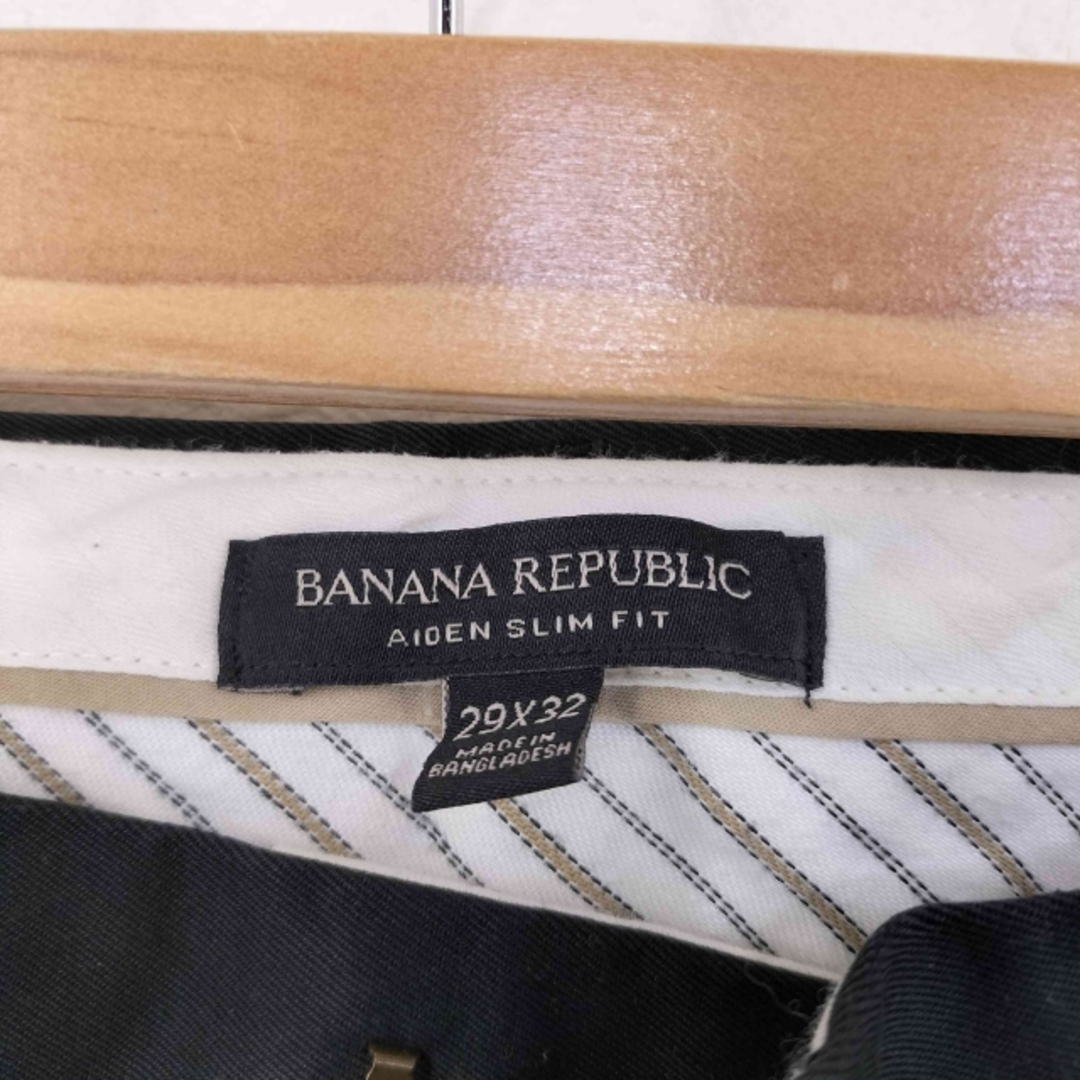 BANANA REPUBLIC
AIDEN SLIM FIT
29X32
MADE IN
BANGLADESH